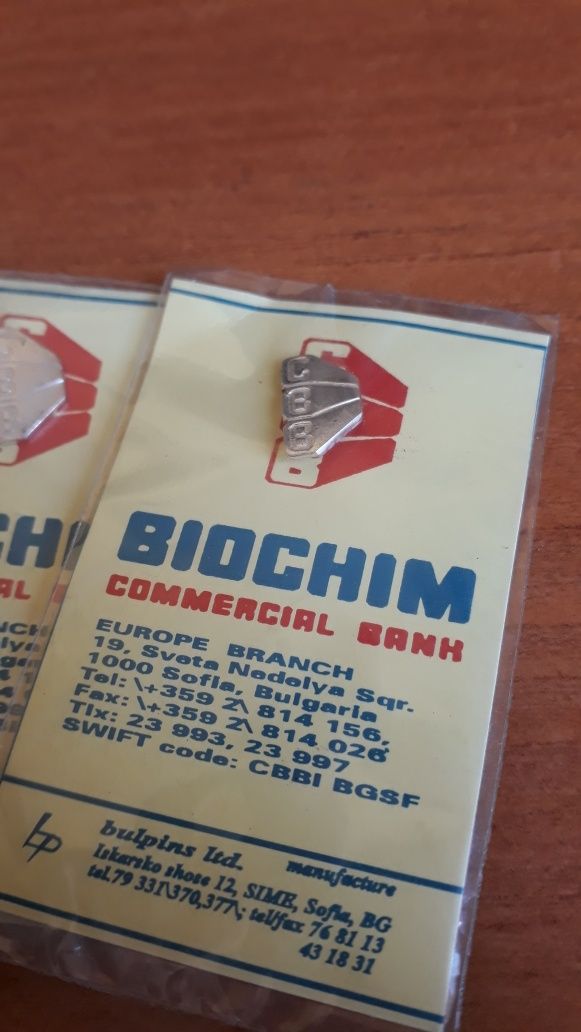 C
B
B
B
BIOCHIM
COMMERCIAL BANK
EUROPE BRANCH
19, Sveta Nedelya Sqr.
1000 Sofia, Bulgaria
Tel: \+359 2\ 814 156,
Fax: \+359 2\ 814 026
Tlx: 23 993, 23 997
SWIFT code: CBBI BGSF
bp
bulpins ltd. manufacture
Iskarsko shose 12, SIME, Sofia, BG
tel.79 331\370,377\; tel/fax 76 81 13
43 18 31